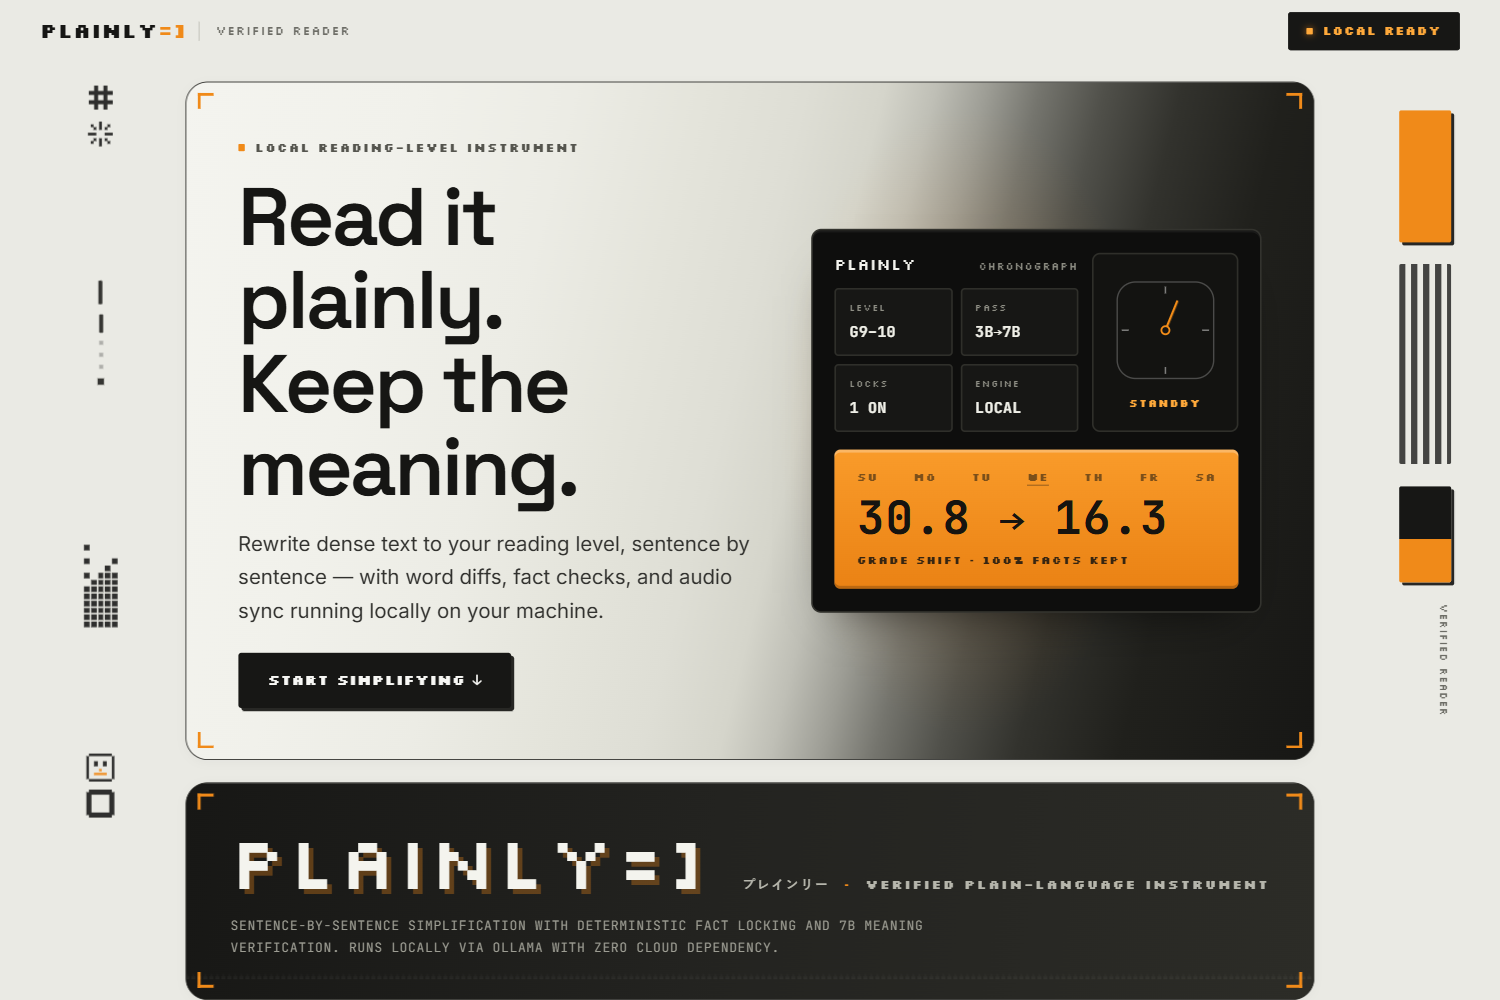 PLAINLY=]
VERIFIED READER
LOCAL READY
LOCAL READING-LEVEL INSTRUMENT
Read it
plainly.
Keep the
meaning.
Rewrite dense text to your reading level, sentence by
sentence — with word diffs, fact checks, and audio
sync running locally on your machine.
START SIMPLIFYING ↓
PLAINLY
CHRONOGRAPH
LEVEL
G9–10
PASS
3B→7B
LOCKS
1 ON
ENGINE
LOCAL
STANDBY
SU MO TU WE TH FR SA
30.8 → 16.3
GRADE SHIFT · 100% FACTS KEPT
VERIFIED READER
PLAINLY=]
プレインリー · VERIFIED PLAIN-LANGUAGE INSTRUMENT
SENTENCE-BY-SENTENCE SIMPLIFICATION WITH DETERMINISTIC FACT LOCKING AND 7B MEANING
VERIFICATION. RUNS LOCALLY VIA OLLAMA WITH ZERO CLOUD DEPENDENCY.